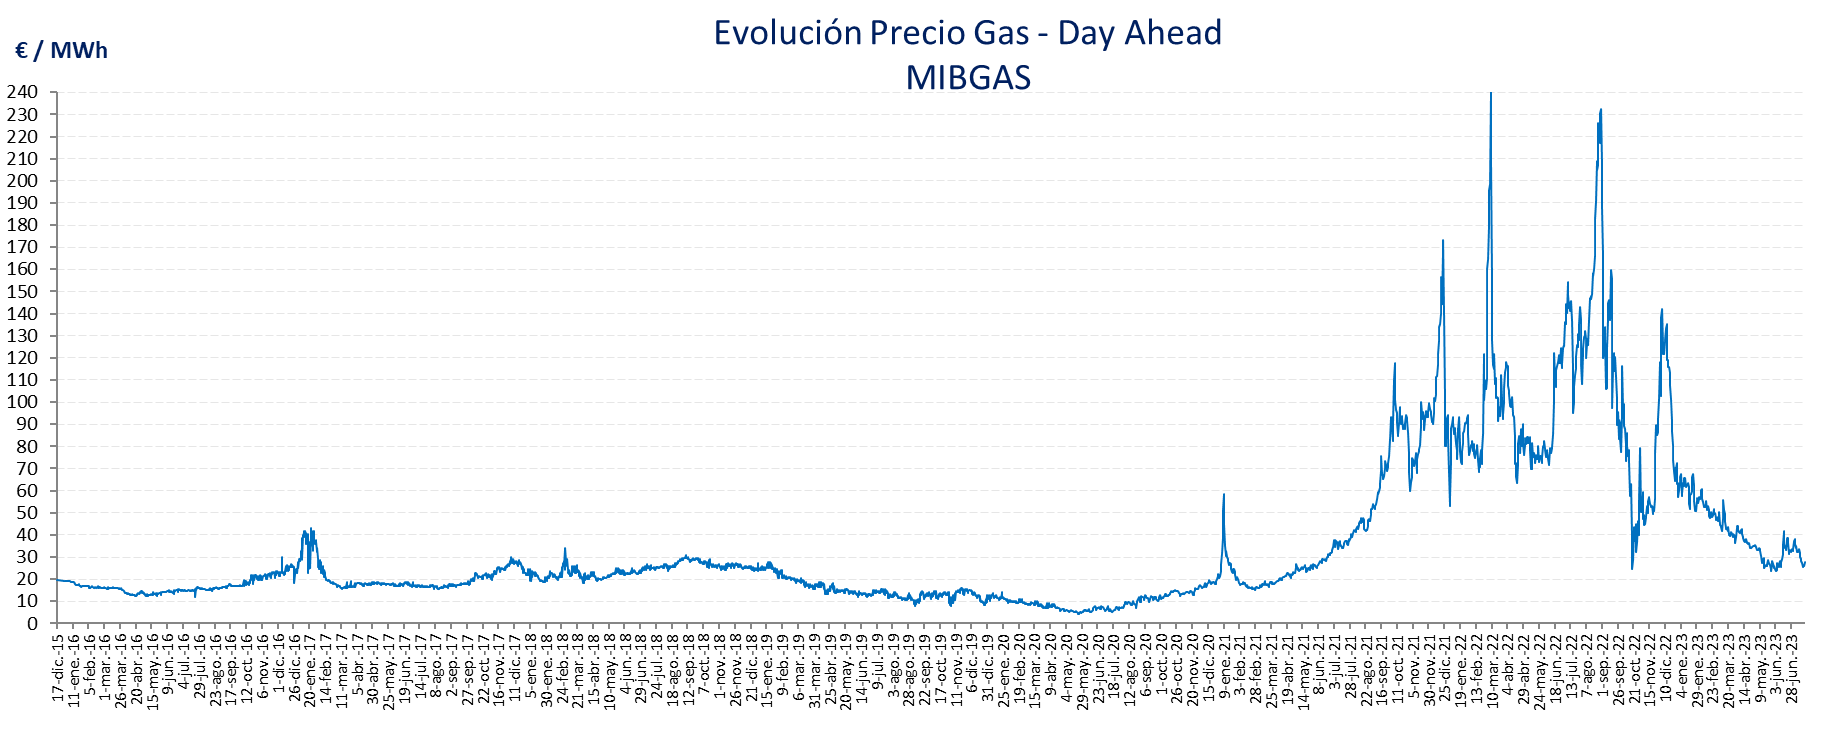 Evolución Precio Gas - Day Ahead
MIBGAS
€ / MWh
240
230
220
210
200
190
180
170
160
150
140
130
120
110
100
90
80
70
60
50
40
30
20
10
0
17-dic.-15
11-ene.-16
5-feb.-16
1-mar.-16
26-mar.-16
20-abr.-16
15-may.-16
9-jun.-16
4-jul.-16
29-jul.-16
23-ago.-16
17-sep.-16
12-oct.-16
6-nov.-16
1-dic.-16
26-dic.-16
20-ene.-17
14-feb.-17
11-mar.-17
5-abr.-17
30-abr.-17
25-may.-17
19-jun.-17
14-jul.-17
8-ago.-17
2-sep.-17
27-sep.-17
22-oct.-17
16-nov.-17
11-dic.-17
5-ene.-18
30-ene.-18
24-feb.-18
21-mar.-18
15-abr.-18
10-may.-18
4-jun.-18
29-jun.-18
24-jul.-18
18-ago.-18
12-sep.-18
7-oct.-18
1-nov.-18
26-nov.-18
21-dic.-18
15-ene.-19
9-feb.-19
6-mar.-19
31-mar.-19
25-abr.-19
20-may.-19
14-jun.-19
9-jul.-19
3-ago.-19
28-ago.-19
22-sep.-19
17-oct.-19
11-nov.-19
6-dic.-19
31-dic.-19
25-ene.-20
19-feb.-20
15-mar.-20
9-abr.-20
4-may.-20
29-may.-20
23-jun.-20
18-jul.-20
12-ago.-20
6-sep.-20
1-oct.-20
26-oct.-20
20-nov.-20
15-dic.-20
9-ene.-21
3-feb.-21
28-feb.-21
25-mar.-21
19-abr.-21
14-may.-21
8-jun.-21
3-jul.-21
28-jul.-21
22-ago.-21
16-sep.-21
11-oct.-21
5-nov.-21
30-nov.-21
25-dic.-21
19-ene.-22
13-feb.-22
10-mar.-22
4-abr.-22
29-abr.-22
24-may.-22
18-jun.-22
13-jul.-22
7-ago.-22
1-sep.-22
26-sep.-22
21-oct.-22
15-nov.-22
10-dic.-22
4-ene.-23
29-ene.-23
23-feb.-23
20-mar.-23
14-abr.-23
9-may.-23
3-jun.-23
28-jun.-23